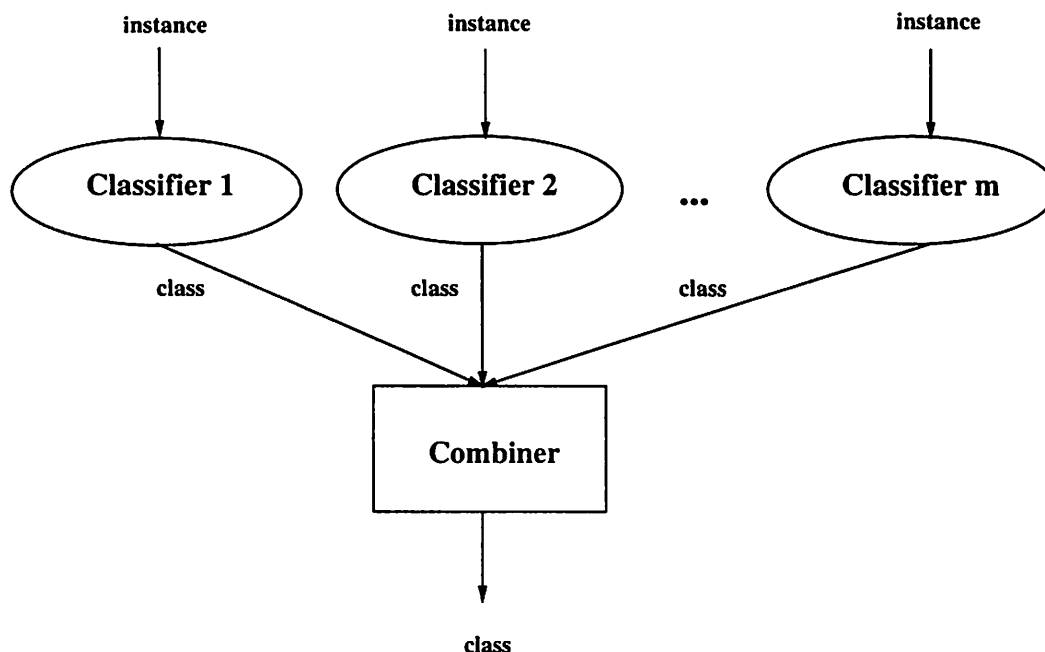 instance
instance
instance
Classifier 1
Classifier 2
...
Classifier m
class
class
class
Combiner
class